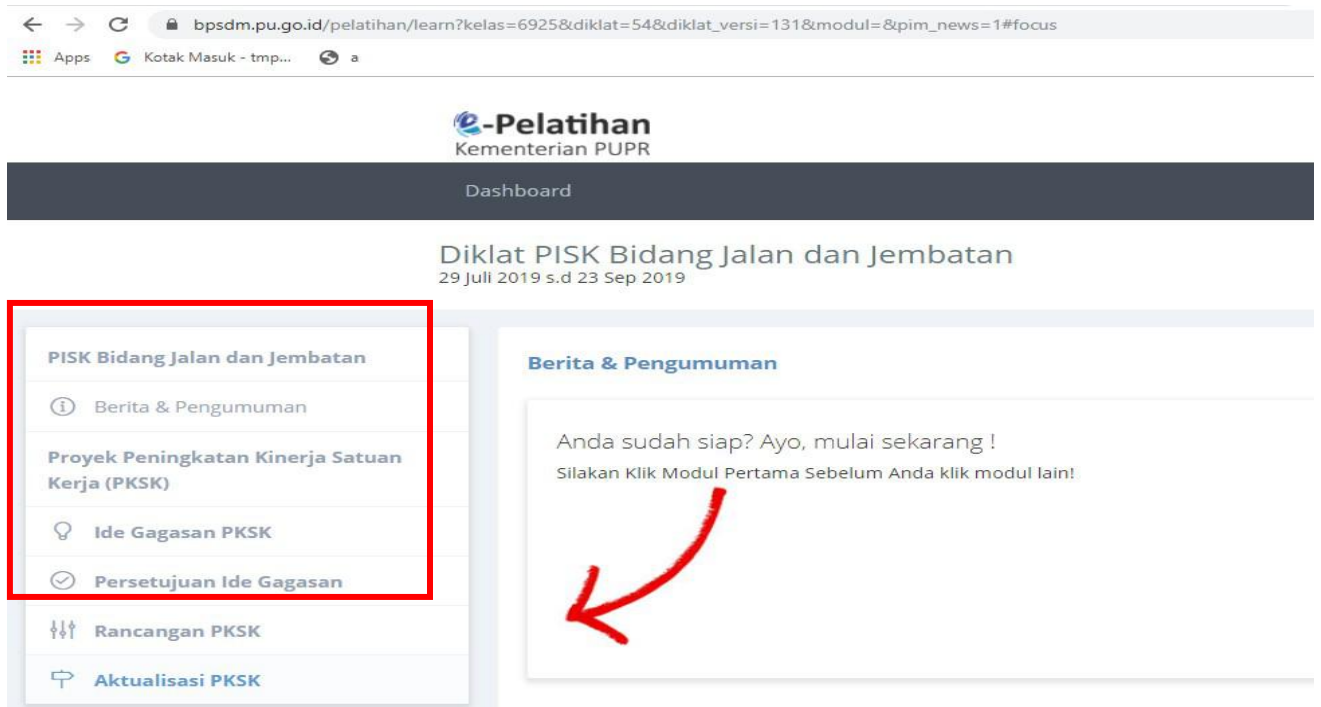 bpsdm.pu.go.id/pelatihan/learn?kelas=6925&diklat=54&diklat_versi=131&modul=&pim_news=1#focus
Apps G Kotak Masuk - tmp... a
e-Pelatihan
Kementerian PUPR
Dashboard
Diklat PISK Bidang Jalan dan Jembatan
29 Juli 2019 s.d 23 Sep 2019
PISK Bidang Jalan dan Jembatan
Berita & Pengumuman
Proyek Peningkatan Kinerja Satuan
Kerja (PKSK)
Ide Gagasan PKSK
Persetujuan Ide Gagasan
Rancangan PKSK
Aktualisasi PKSK
Berita & Pengumuman
Anda sudah siap? Ayo, mulai sekarang !
Silakan Klik Modul Pertama Sebelum Anda klik modul lain!